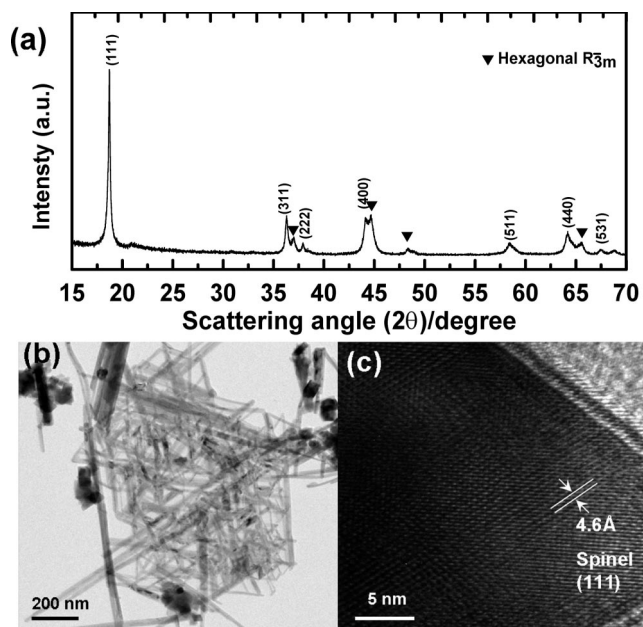 (a)
(111)
▼ Hexagonal R3̅m
Intensty (a.u.)
(311)
(222)
(400)
(511)
(440)
(531)
15 20 25 30 35 40 45 50 55 60 65 70
Scattering angle (2θ)/degree
(b)
200 nm
(c)
4.6Å
Spinel
(111)
5 nm